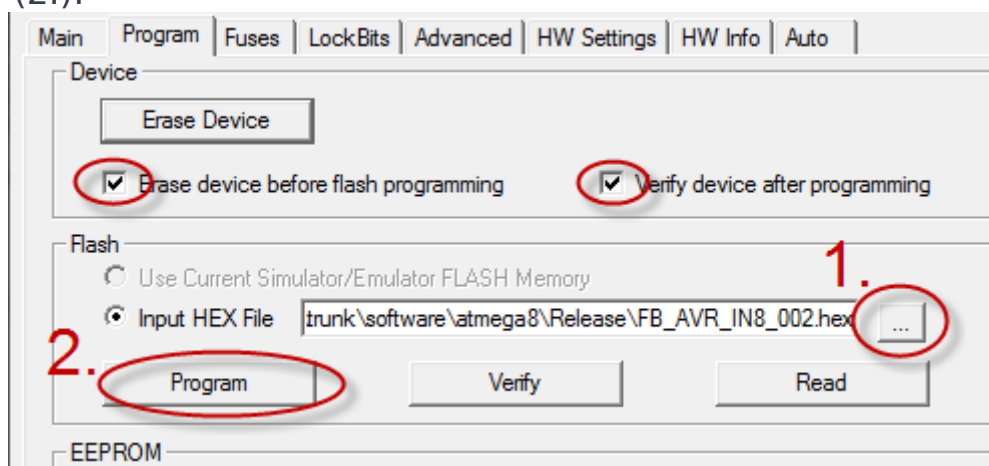 Main Program Fuses LockBits Advanced HW Settings HW Info Auto
Device
Erase Device
Erase device before flash programming Verify device after programming
Flash
1.
Use Current Simulator/Emulator FLASH Memory
Input HEX File trunk\software\atmega8\Release\FB_AVR_IN8_002.hex ...
2.
Program Verify Read
EEPROM